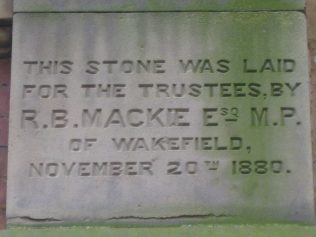 THIS STONE WAS LAID
FOR THE TRUSTEES, BY
R.B. MACKIE ESQ M.P.
OF WAKEFIELD,
NOVEMBER 20TH 1880.